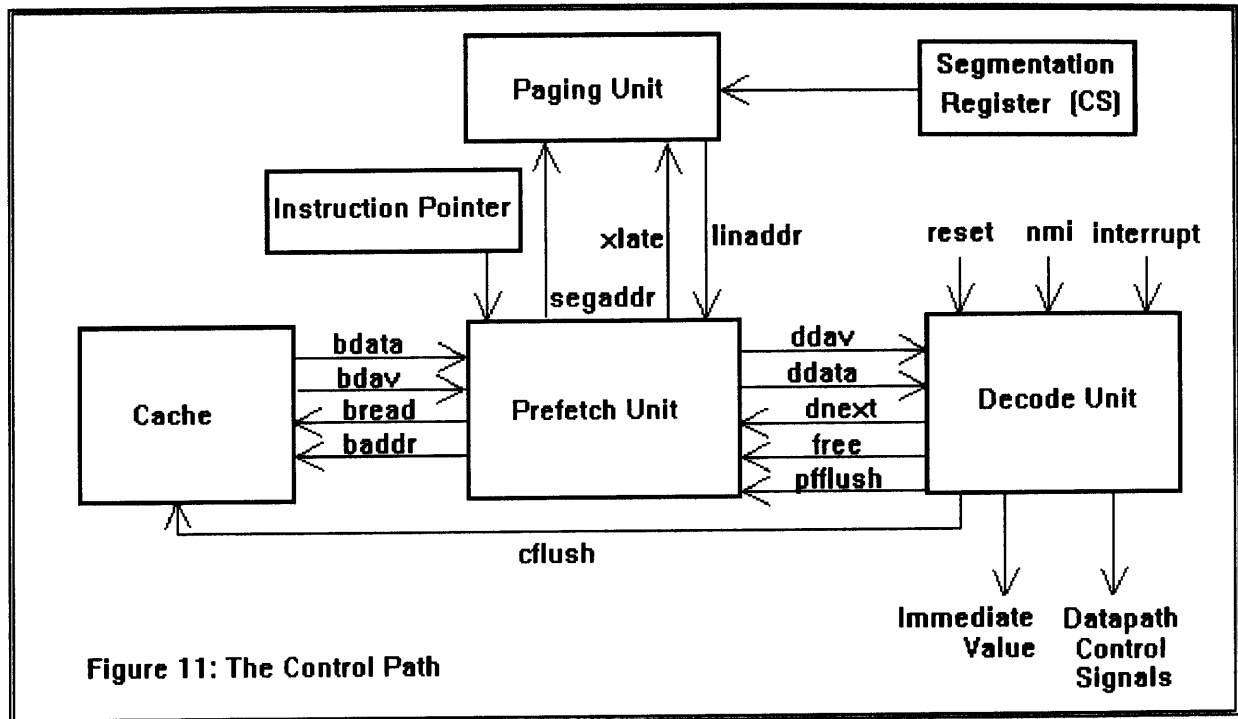 Paging Unit
Segmentation
Register (CS)
Instruction Pointer
xlate
linaddr
segaddr
reset
nmi
interrupt
Cache
bdata
bdav
bread
baddr
Prefetch Unit
ddav
ddata
dnext
free
pfflush
Decode Unit
cflush
Immediate
Value
Datapath
Control
Signals
Figure 11: The Control Path